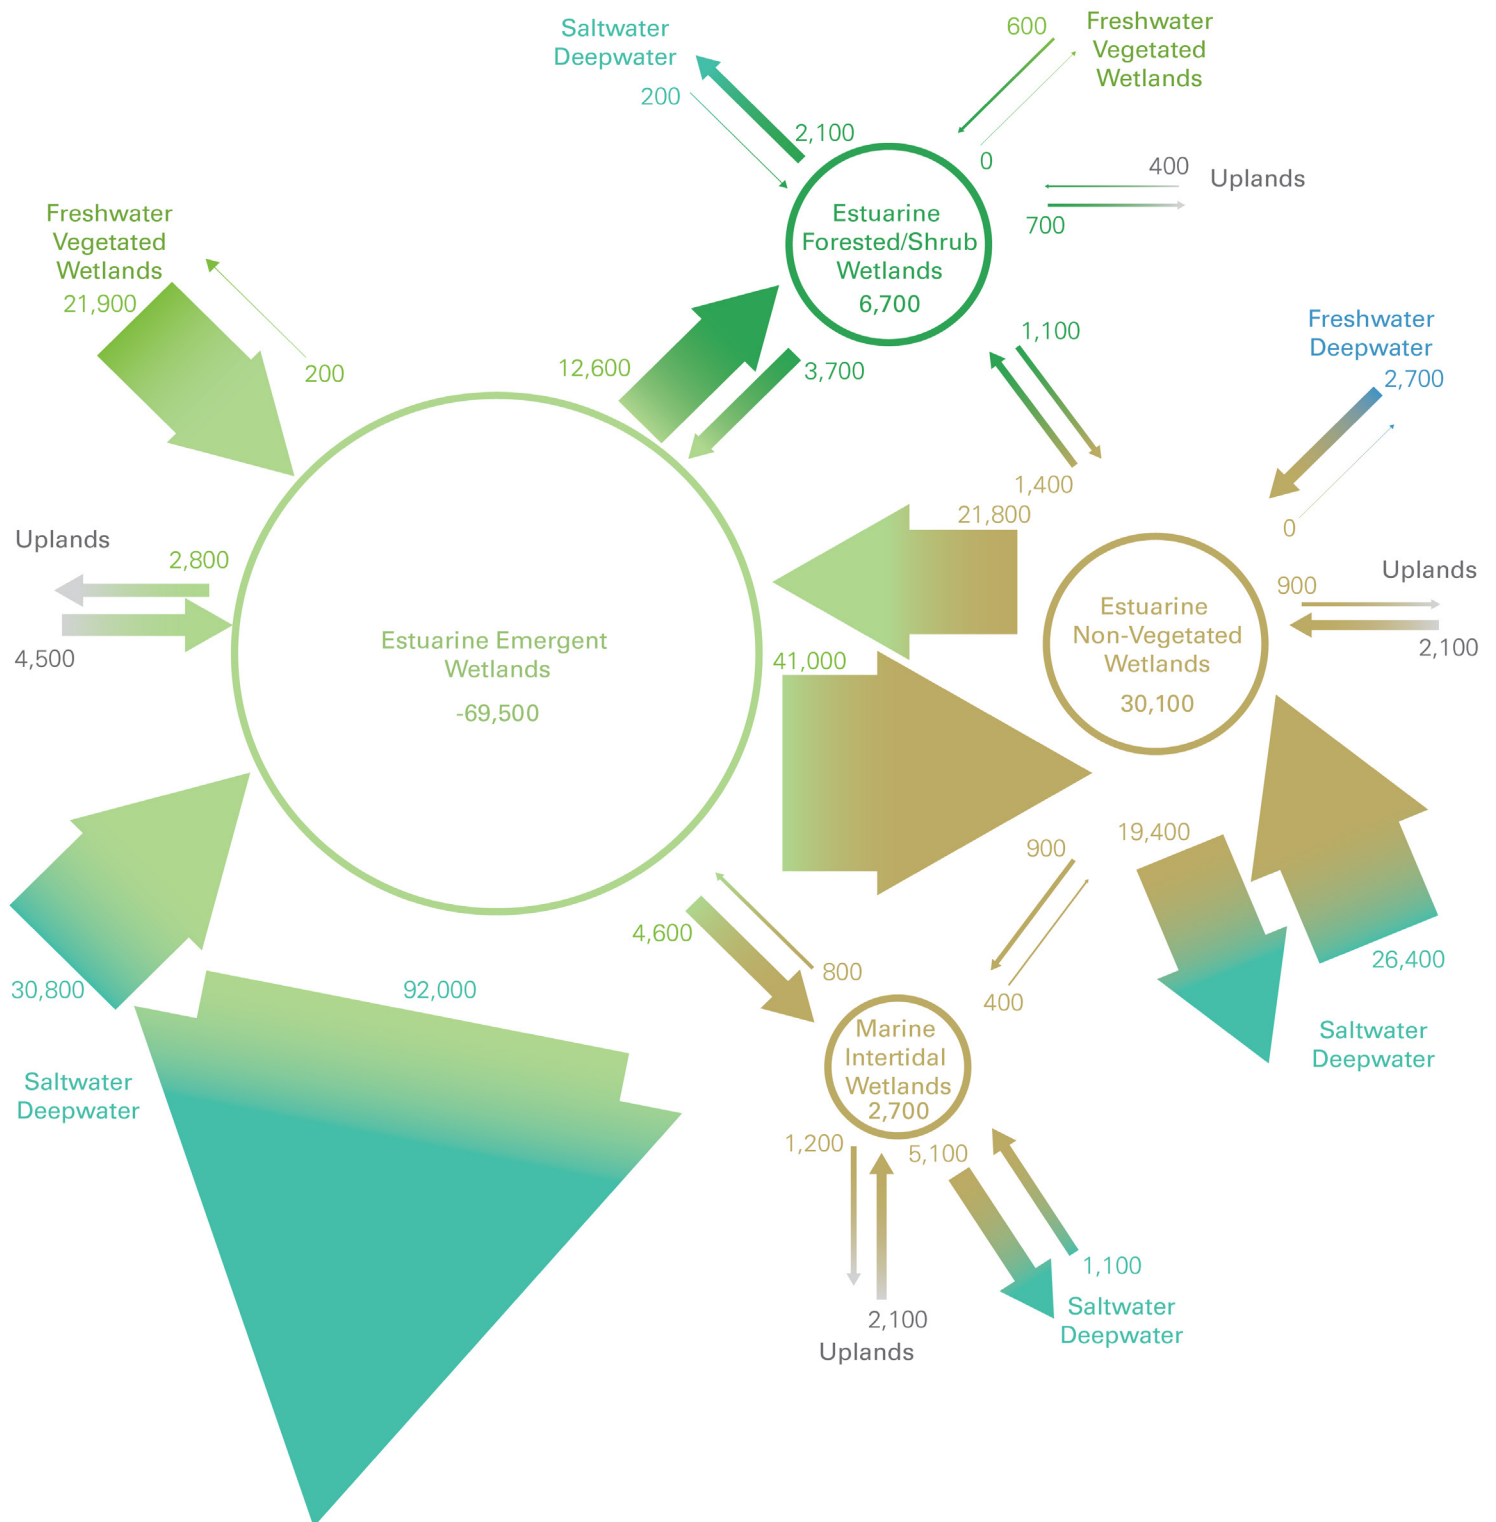 Saltwater
Deepwater
200
2,100
600
Freshwater
Vegetated
Wetlands
0
400
Uplands
700
Estuarine
Forested/Shrub
Wetlands
6,700
Freshwater
Vegetated
Wetlands
21,900
200
12,600
3,700
1,100
1,400
Freshwater
Deepwater
2,700
0
21,800
Uplands
2,800
4,500
Estuarine Emergent
Wetlands
-69,500
41,000
Estuarine
Non-Vegetated
Wetlands
30,100
Uplands
900
2,100
19,400
26,400
Saltwater
Deepwater
900
400
4,600
800
30,800
92,000
Saltwater
Deepwater
Marine
Intertidal
Wetlands
2,700
1,200
5,100
2,100
Uplands
1,100
Saltwater
Deepwater